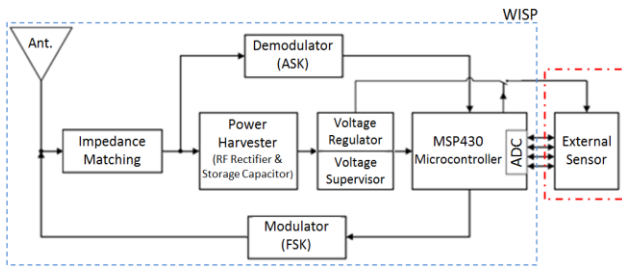 WISP
Ant.
Demodulator
(ASK)
Impedance
Matching
Power
Harvester
(RF Rectifier &
Storage Capacitor)
Voltage
Regulator
Voltage
Supervisor
MSP430
Microcontroller
ADC
External
Sensor
Modulator
(FSK)